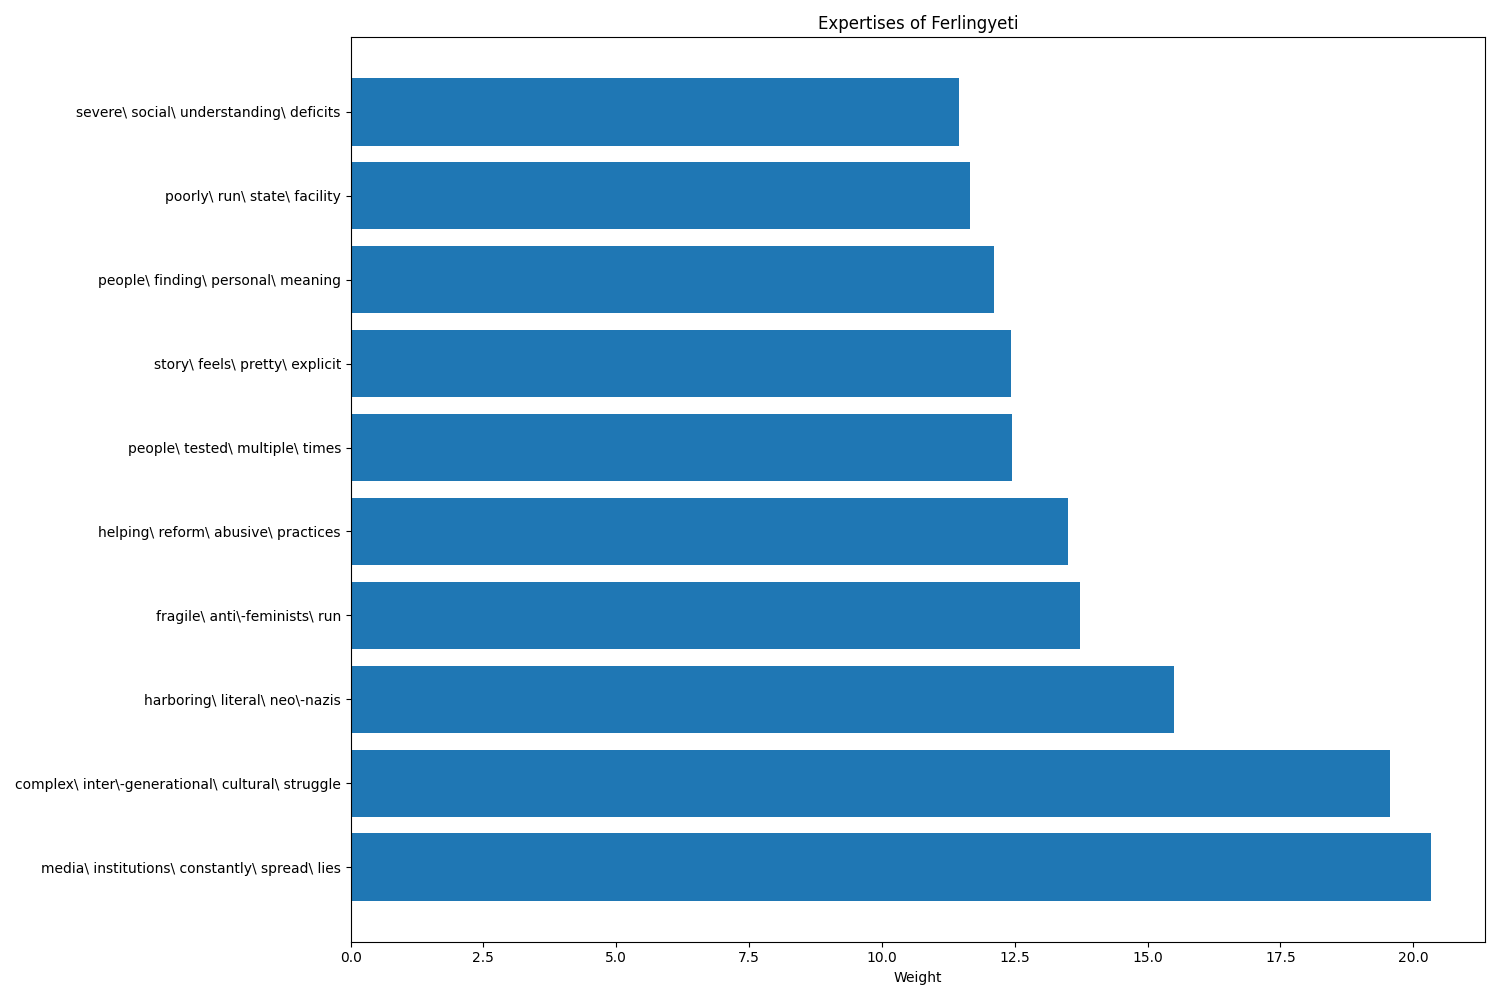 Expertises of Ferlingyeti
severe\ social\ understanding\ deficits
poorly\ run\ state\ facility
people\ finding\ personal\ meaning
story\ feels\ pretty\ explicit
people\ tested\ multiple\ times
helping\ reform\ abusive\ practices
fragile\ anti\-feminists\ run
harboring\ literal\ neo\-nazis
complex\ inter\-generational\ cultural\ struggle
media\ institutions\ constantly\ spread\ lies
0.0 2.5 5.0 7.5 10.0 12.5 15.0 17.5 20.0
Weight